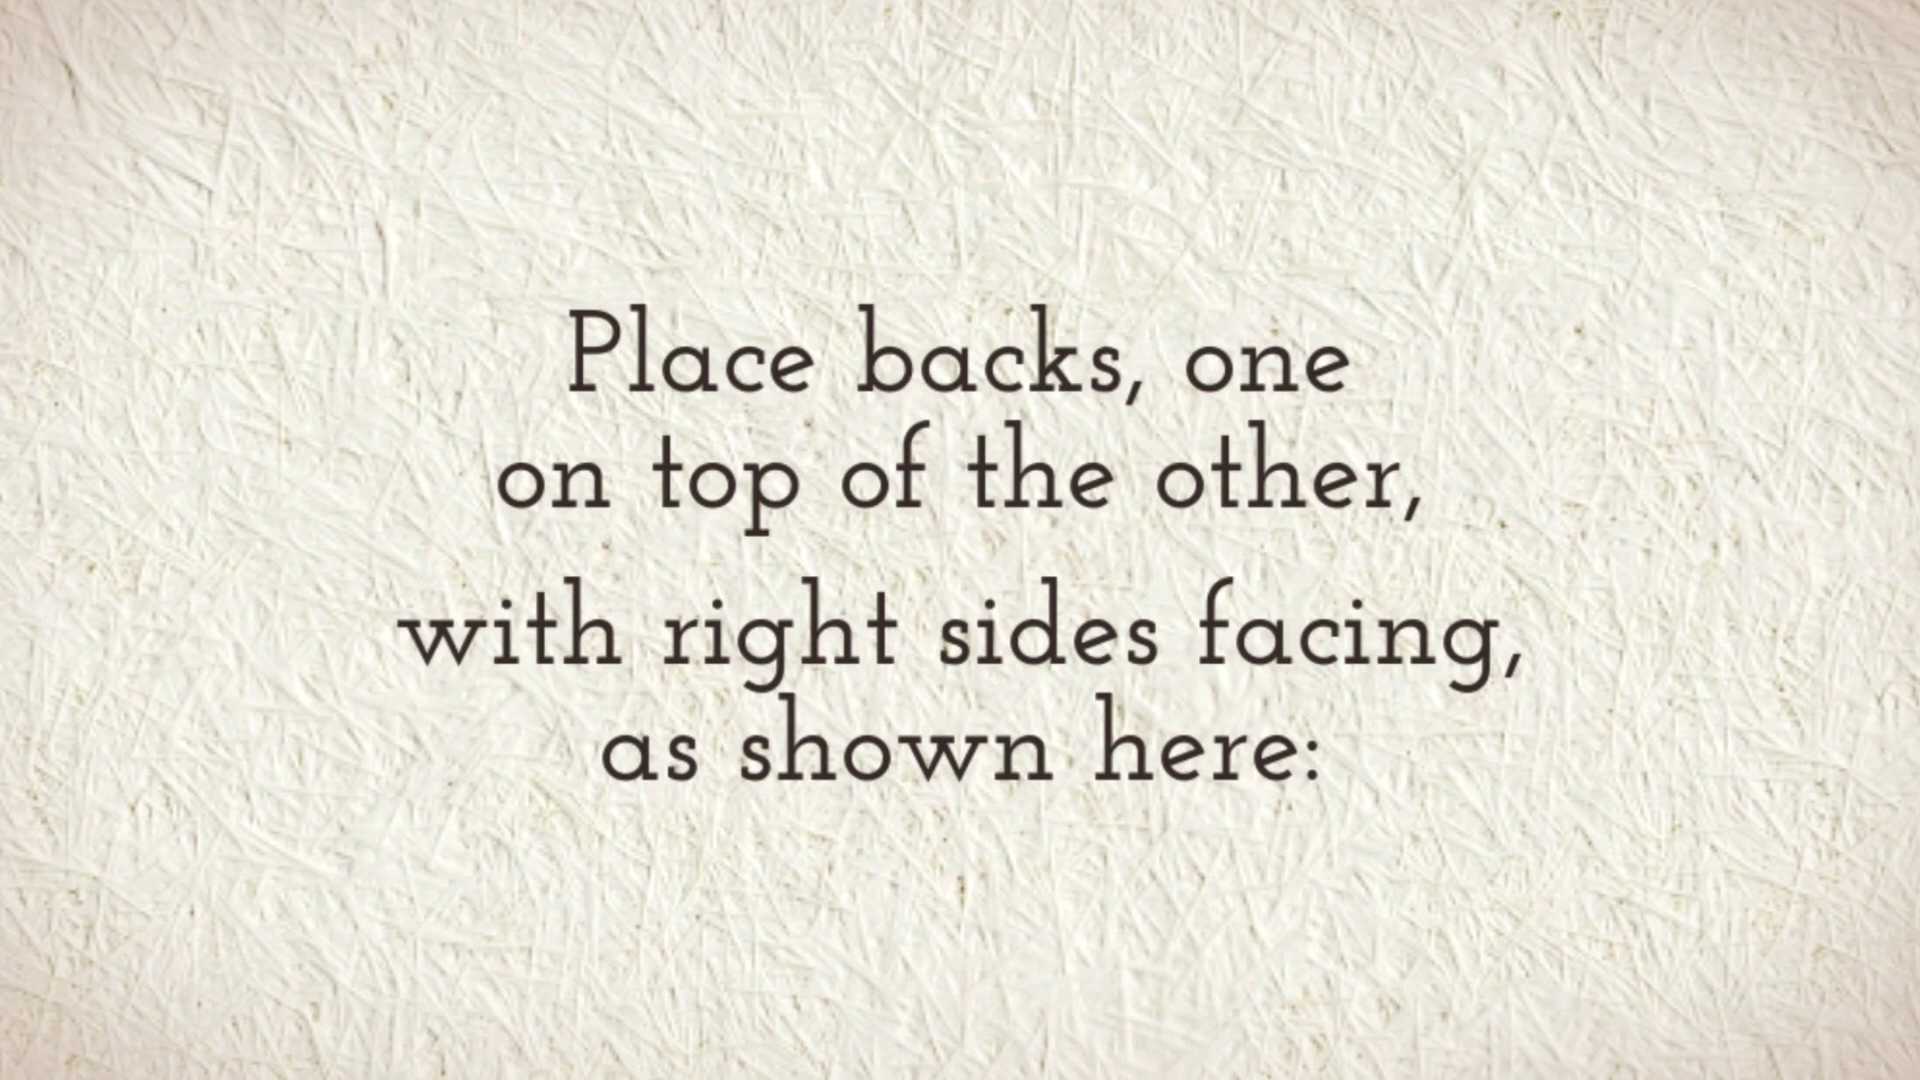 Place backs, one
on top of the other,
with right sides facing,
as shown here: